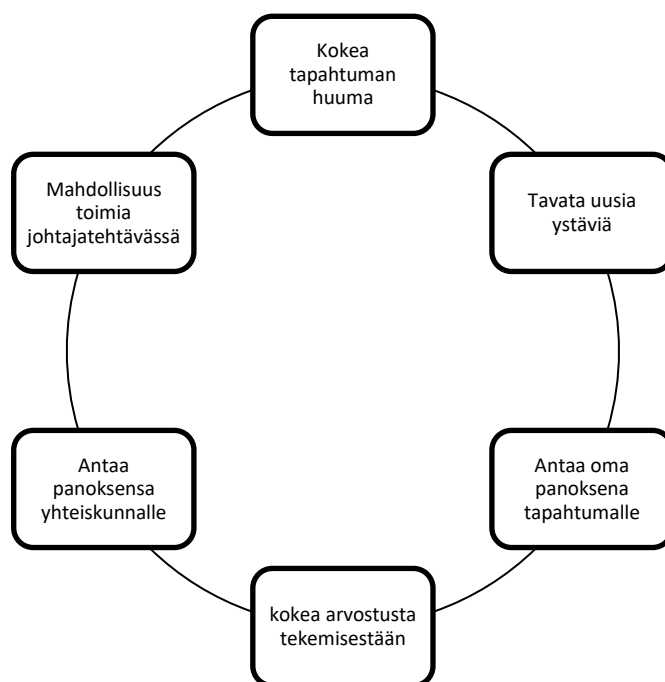 Kokea
tapahtuman
huuma
Tavata uusia
ystäviä
Antaa oma
panoksena
tapahtumalle
kokea arvostusta
tekemisestään
Antaa
panoksensa
yhteiskunnalle
Mahdollisuus
toimia
johtajatehtävässä